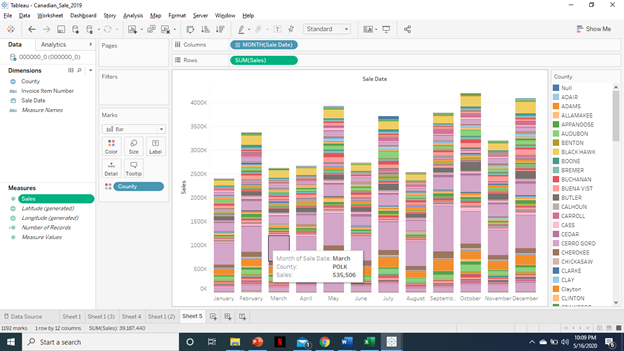 Tableau - Canadian_Sale_2019
File Data Worksheet Dashboard Story Analysis Map Format Server Window Help
Standard
Show Me
Data Analytics
000000_0 (000000_0)
Dimensions
County
Invoice Item Number
Sale Date
Measure Names
Measures
Sales
Latitude (generated)
Longitude (generated)
Number of Records
Measure Values
Pages
Filters
Marks
Bar
Color Size Label
Detail Tooltip
County
Columns MONTH(Sale Date)
Rows SUM(Sales)
Sale Date
Sales
4000K
3500K
3000K
2500K
2000K
1500K
1000K
500K
0K
January February March April May June July August Septemb.. October November December
Month of Sale Date: March
County: POLK
Sales: 535,506
County
Null
ADAIR
ADAMS
ALLAMAKEE
APPANOOSE
AUDUBON
BENTON
BLACK HAWK
BOONE
BREMER
BUCHANAN
BUENA VIST
BUTLER
CALHOUN
CARROLL
CASS
CEDAR
CERRO GORD
CHEROKEE
CHICKASAW
CLARKE
CLAY
Clayton
CLINTON
Data Source Sheet 1 Sheet 1 (3) Sheet 4 Sheet 1 (2) Sheet 5
1192 marks 1 row by 12 columns SUM(Sales): 39,187,440
Start a search
10:09 PM
5/16/2020